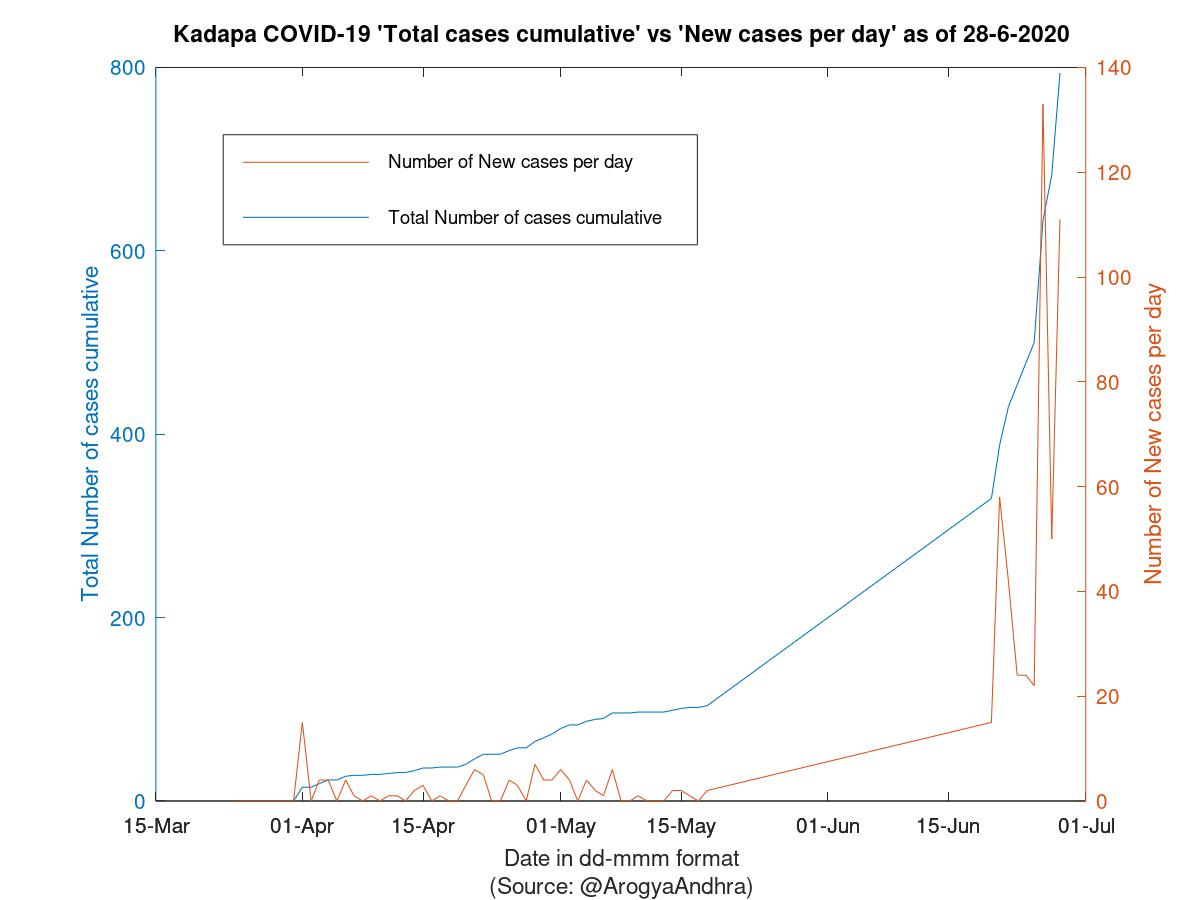 Kadapa COVID-19 'Total cases cumulative' vs 'New cases per day' as of 28-6-2020
800
600
400
200
0
Total Number of cases cumulative
Number of New cases per day
Total Number of cases cumulative
140
120
100
80
60
40
20
0
Number of New cases per day
15-Mar 01-Apr 15-Apr 01-May 15-May 01-Jun 15-Jun 01-Jul
Date in dd-mmm format
(Source: @ArogyaAndhra)